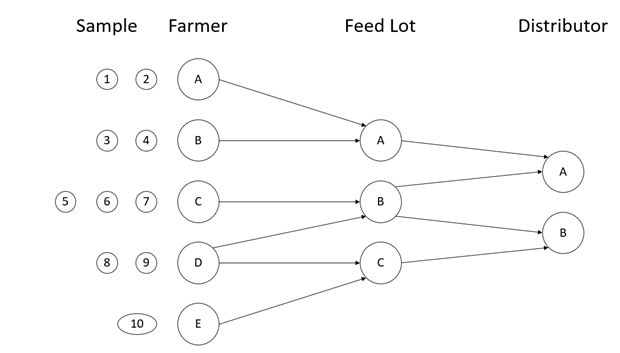 Sample Farmer Feed Lot Distributor
1 2 A
3 4 B A
A
5 6 7 C B
B
8 9 D C
10 E